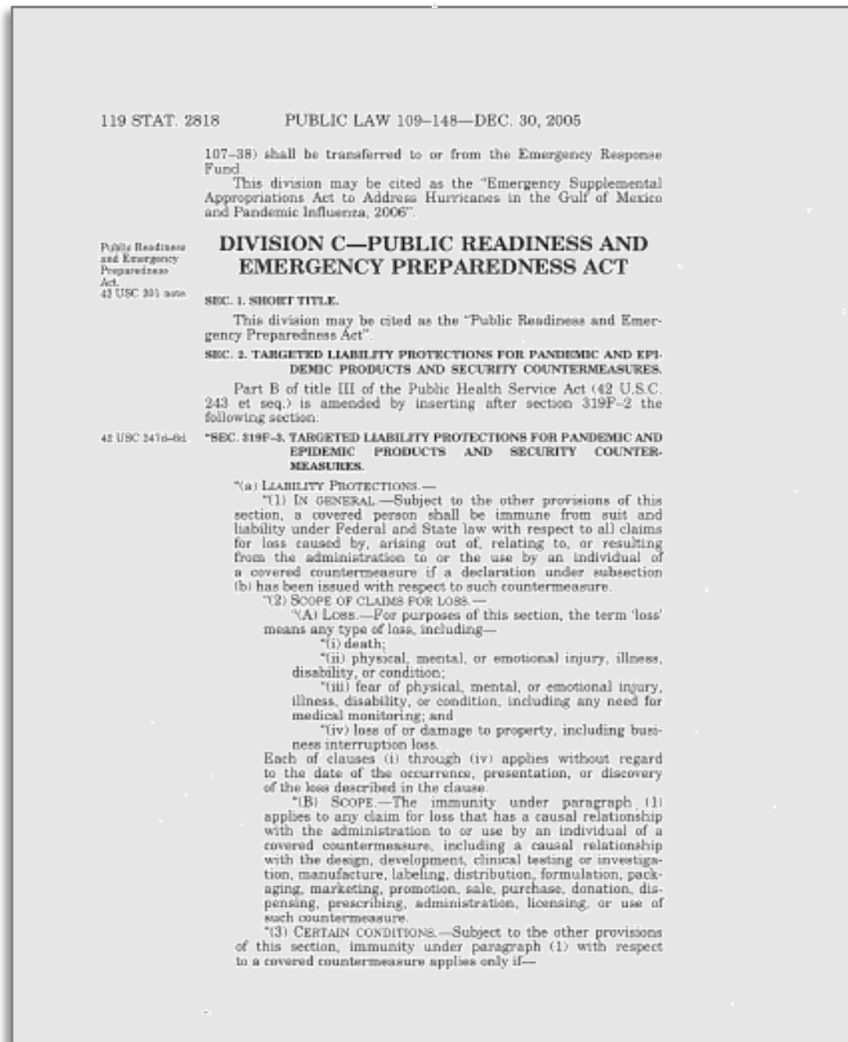 119 STAT. 2818 PUBLIC LAW 109–148—DEC. 30, 2005
107–38) shall be transferred to or from the Emergency Response
Fund.
This division may be cited as the “Emergency Supplemental
Appropriations Act to Address Hurricanes in the Gulf of Mexico
and Pandemic Influenza, 2006”.
Public Readiness
and Emergency
Preparedness
Act.
42 USC 201 note.
DIVISION C—PUBLIC READINESS AND
EMERGENCY PREPAREDNESS ACT
SEC. 1. SHORT TITLE.
This division may be cited as the “Public Readiness and Emer-
gency Preparedness Act”.
SEC. 2. TARGETED LIABILITY PROTECTIONS FOR PANDEMIC AND EPI-
DEMIC PRODUCTS AND SECURITY COUNTERMEASURES.
Part B of title III of the Public Health Service Act (42 U.S.C.
243 et seq.) is amended by inserting after section 319F–2 the
following section:
42 USC 247d–6d.
“SEC. 319F–3. TARGETED LIABILITY PROTECTIONS FOR PANDEMIC AND
EPIDEMIC PRODUCTS AND SECURITY COUNTER-
MEASURES.
“(a) LIABILITY PROTECTIONS.—
“(1) IN GENERAL.—Subject to the other provisions of this
section, a covered person shall be immune from suit and
liability under Federal and State law with respect to all claims
for loss caused by, arising out of, relating to, or resulting
from the administration to or the use by an individual of
a covered countermeasure if a declaration under subsection
(b) has been issued with respect to such countermeasure.
“(2) SCOPE OF CLAIMS FOR LOSS.—
“(A) LOSS.—For purposes of this section, the term ‘loss’
means any type of loss, including—
“(i) death;
“(ii) physical, mental, or emotional injury, illness,
disability, or condition;
“(iii) fear of physical, mental, or emotional injury,
illness, disability, or condition, including any need for
medical monitoring; and
“(iv) loss of or damage to property, including busi-
ness interruption loss.
Each of clauses (i) through (iv) applies without regard
to the date of the occurrence, presentation, or discovery
of the loss described in the clause.
“(B) SCOPE.—The immunity under paragraph (1)
applies to any claim for loss that has a causal relationship
with the administration to or use by an individual of a
covered countermeasure, including a causal relationship
with the design, development, clinical testing or investiga-
tion, manufacture, labeling, distribution, formulation, pack-
aging, marketing, promotion, sale, purchase, donation, dis-
pensing, prescribing, administration, licensing, or use of
such countermeasure.
“(3) CERTAIN CONDITIONS.—Subject to the other provisions
of this section, immunity under paragraph (1) with respect
to a covered countermeasure applies only if—